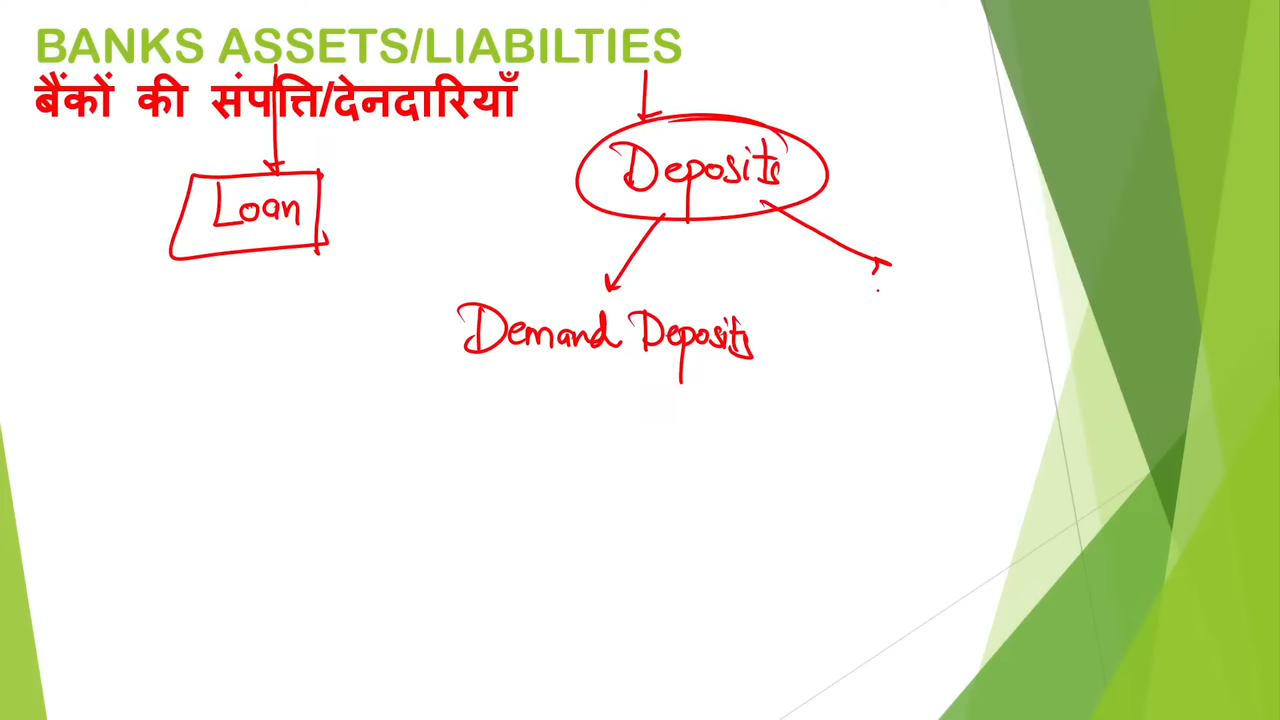 BANKS ASSETS/LIABILTIES
बैंकों की संपत्ति/देनदारियाँ
Deposits
Loan
Demand Deposits